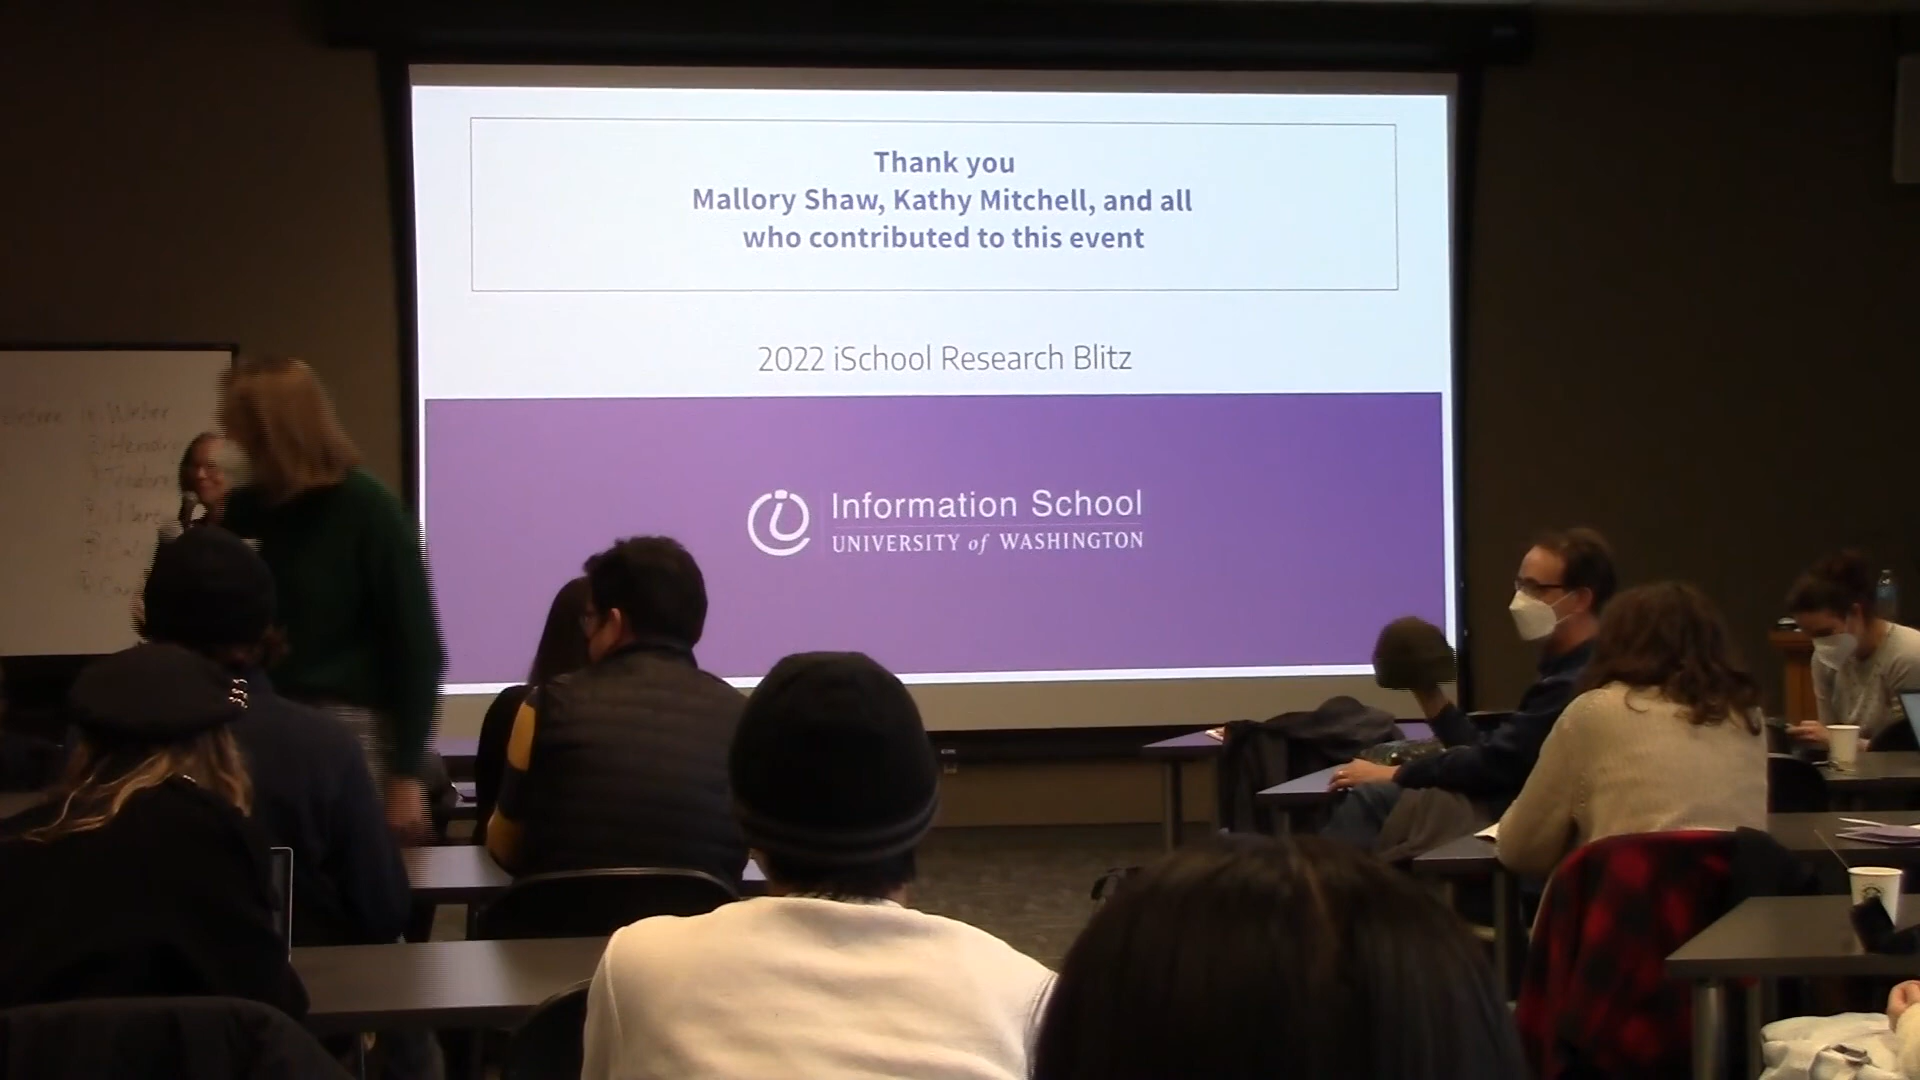 Thank you
Mallory Shaw, Kathy Mitchell, and all
who contributed to this event
2022 iSchool Research Blitz
Information School
UNIVERSITY of WASHINGTON
Weber